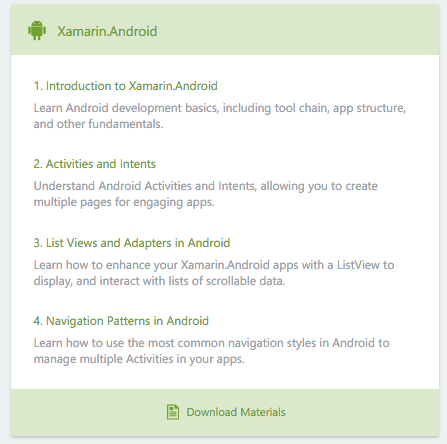 Xamarin.Android
1. Introduction to Xamarin.Android
Learn Android development basics, including tool chain, app structure,
and other fundamentals.
2. Activities and Intents
Understand Android Activities and Intents, allowing you to create
multiple pages for engaging apps.
3. List Views and Adapters in Android
Learn how to enhance your Xamarin.Android apps with a ListView to
display, and interact with lists of scrollable data.
4. Navigation Patterns in Android
Learn how to use the most common navigation styles in Android to
manage multiple Activities in your apps.
Download Materials